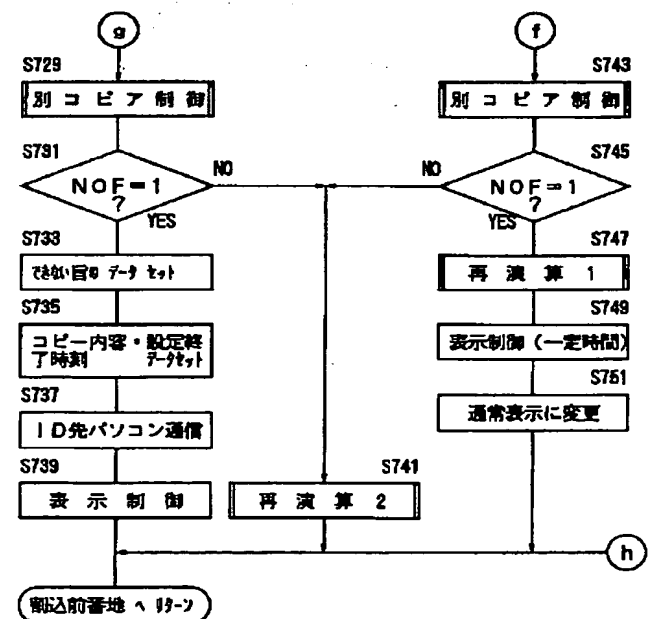 g
S729
別コピア制御
S731
NOF=1
?
NO
YES
S733
できない旨の データ セット
S735
コピー内容・設定終
了時刻 データセット
S737
ID先パソコン通信
S739
表示制御
S741
再演算2
f
S743
別コピア制御
S745
NOF=1
?
NO
YES
S747
再演算1
S749
表示制御(一定時間)
S751
通常表示に変更
h
割込前番地へ リターン